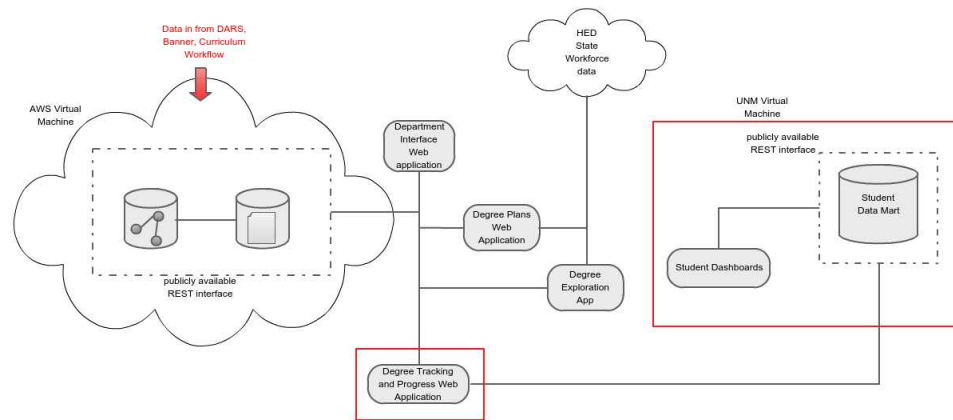 Data in from DARS,
Banner, Curriculum
Workflow
AWS Virtual
Machine
publicly available
REST interface
Department
Interface
Web
application
HED
State
Workforce
data
Degree Plans
Web
Application
Degree
Exploration
App
Degree Tracking
and Progress Web
Application
UNM Virtual
Machine
publicly available
REST interface
Student
Data Mart
Student Dashboards